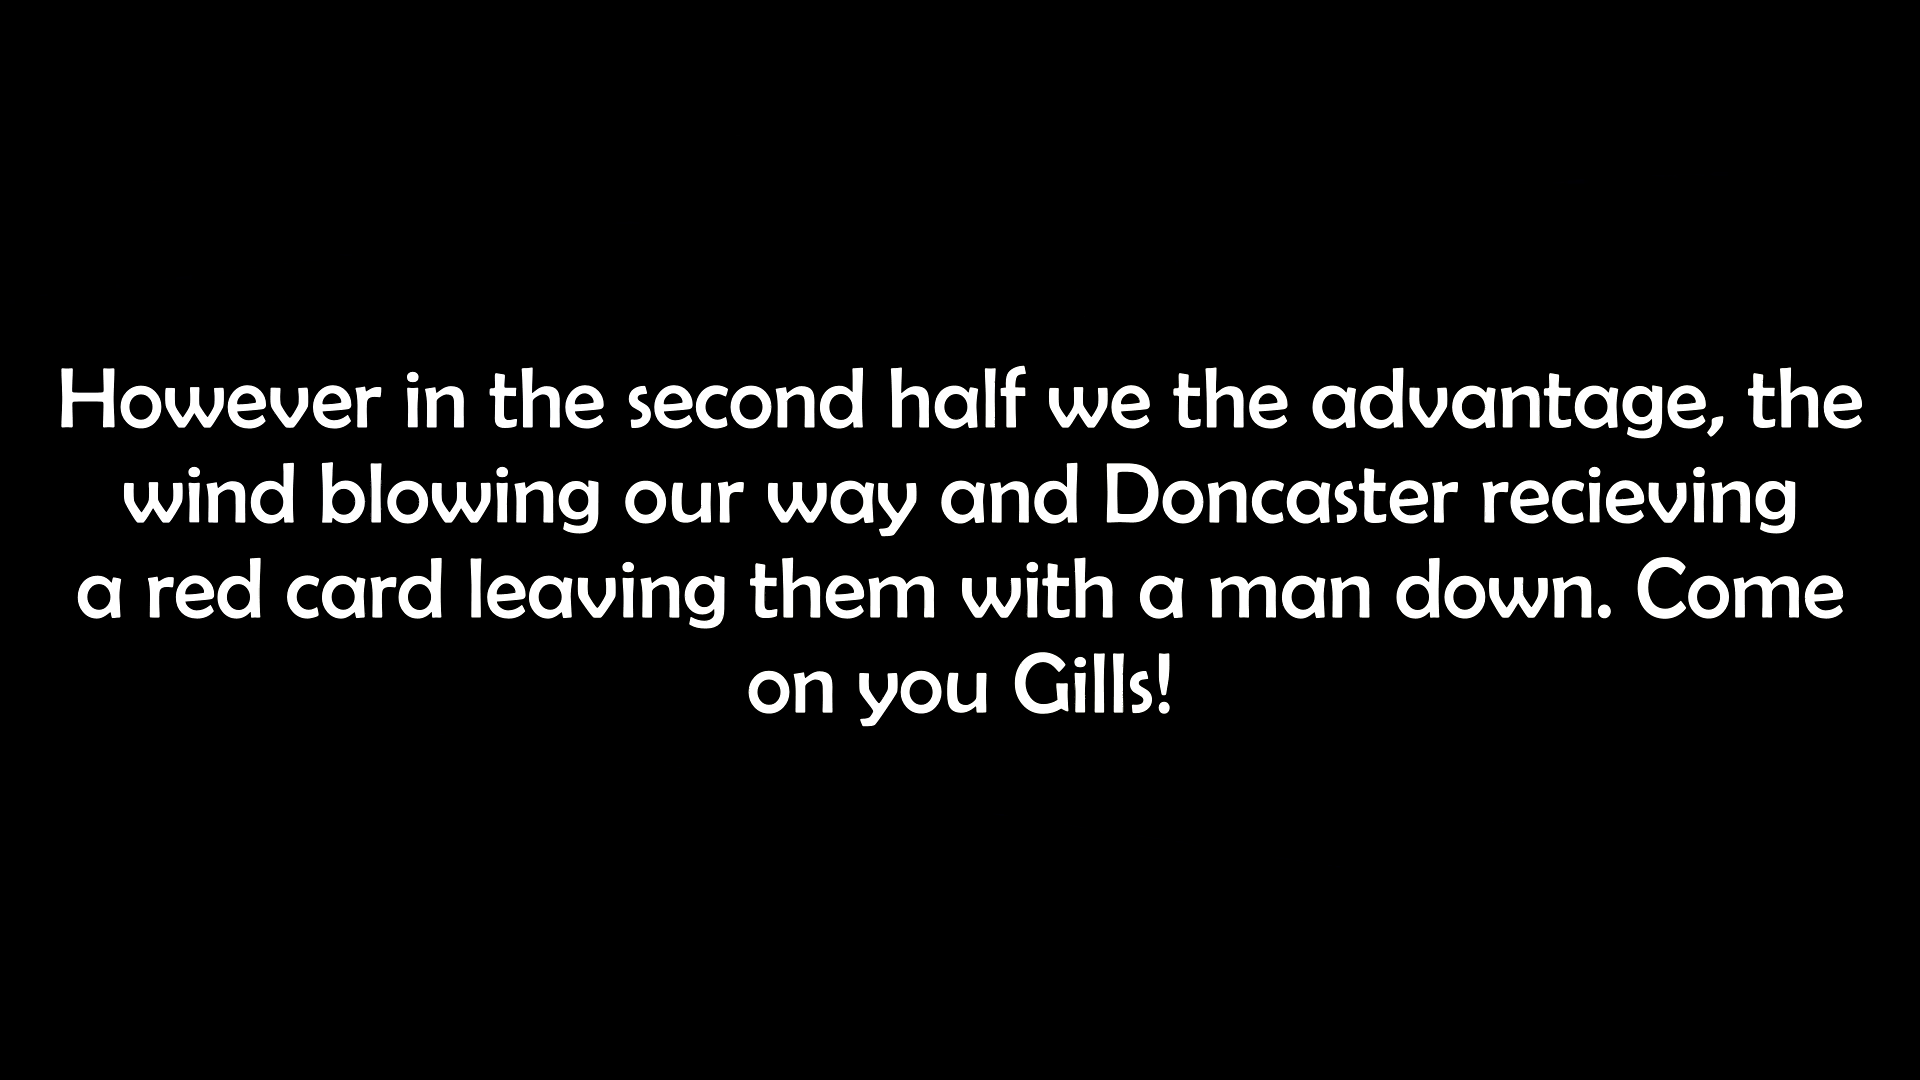 However in the second half we the advantage, the
wind blowing our way and Doncaster recieving
a red card leaving them with a man down. Come
on you Gills!